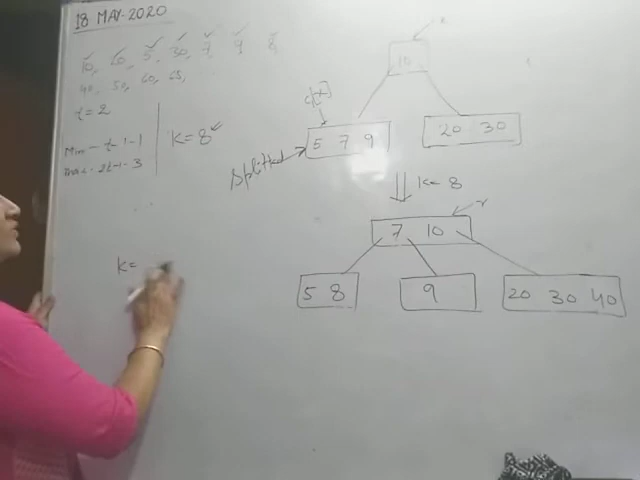 18 MAY-2020
10, 20, 5, 30, 7, 9, 8,
40, 50, 60, 65,
t=2
Min - t-1-1
Max - 2t-1-3
K=8
x
10
5 7 9
20 30
Splitted
K= 8
7 10
5 8
9
20 30 40
K=